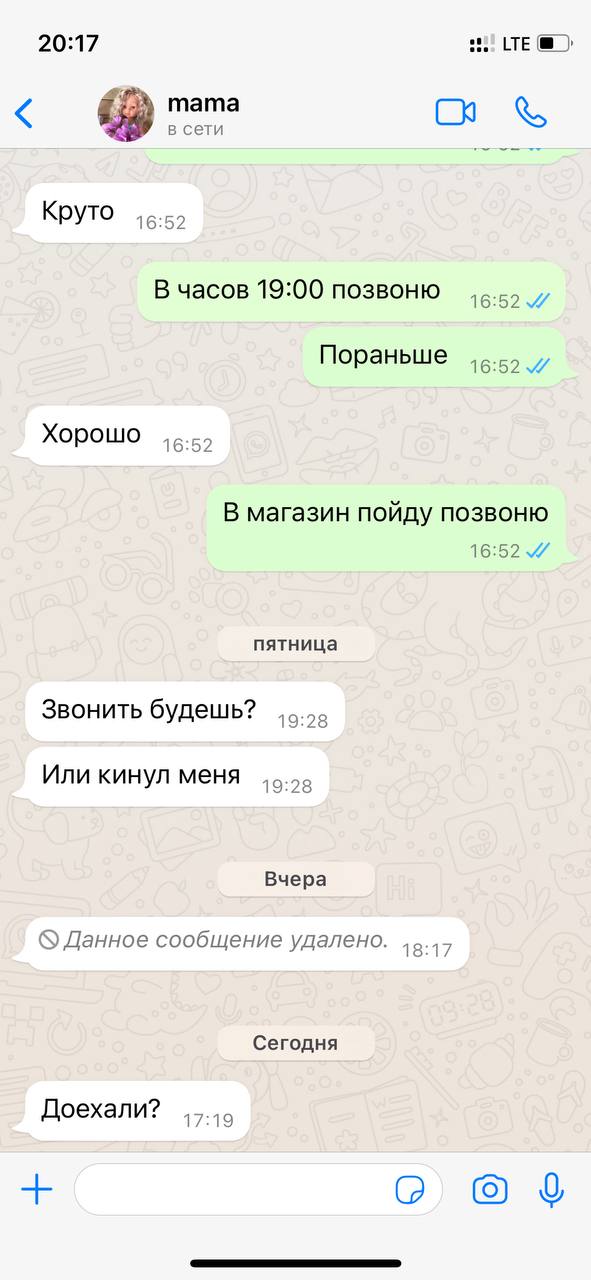 20:17
LTE
mama
в сети
Круто 16:52
В часов 19:00 позвоню 16:52
Пораньше 16:52
Хорошо 16:52
В магазин пойду позвоню
16:52
пятница
Звонить будешь? 19:28
Или кинул меня 19:28
Вчера
Данное сообщение удалено. 18:17
Сегодня
Доехали? 17:19